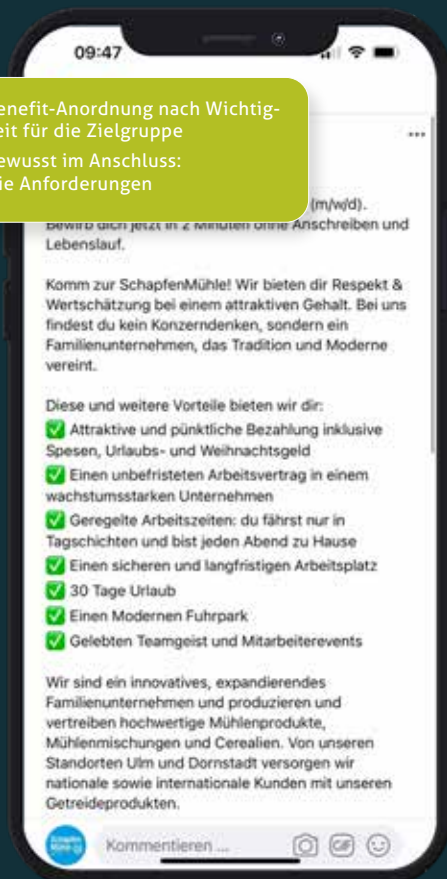 09:47
enefit-Anordnung nach Wichtig-
eit für die Zielgruppe
ewusst im Anschluss:
ie Anforderungen
(m/w/d).
Bewirb dich jetzt in 2 Minuten ohne Anschreiben und
Lebenslauf.
Komm zur SchapfenMühle! Wir bieten dir Respekt &
Wertschätzung bei einem attraktiven Gehalt. Bei uns
findest du kein Konzerndenken, sondern ein
Familienunternehmen, das Tradition und Moderne
vereint.
Diese und weitere Vorteile bieten wir dir:
✅ Attraktive und pünktliche Bezahlung inklusive
Spesen, Urlaubs- und Weihnachtsgeld
✅ Einen unbefristeten Arbeitsvertrag in einem
wachstumsstarken Unternehmen
✅ Geregelte Arbeitszeiten: du fährst nur in
Tagschichten und bist jeden Abend zu Hause
✅ Einen sicheren und langfristigen Arbeitsplatz
✅ 30 Tage Urlaub
✅ Einen Modernen Fuhrpark
✅ Gelebten Teamgeist und Mitarbeiterevents
Wir sind ein innovatives, expandierendes
Familienunternehmen und produzieren und
vertreiben hochwertige Mühlenprodukte,
Mühlenmischungen und Cerealien. Von unseren
Standorten Ulm und Dornstadt versorgen wir
nationale sowie internationale Kunden mit unseren
Getreideprodukten.
Kommentieren ...
GIF